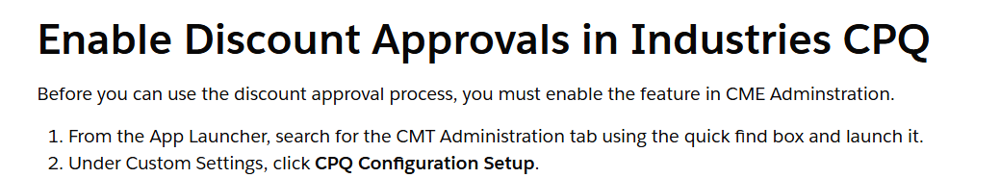 Enable Discount Approvals in Industries CPQ
Before you can use the discount approval process, you must enable the feature in CME Adminstration.
1. From the App Launcher, search for the CMT Administration tab using the quick find box and launch it.
2. Under Custom Settings, click CPQ Configuration Setup.